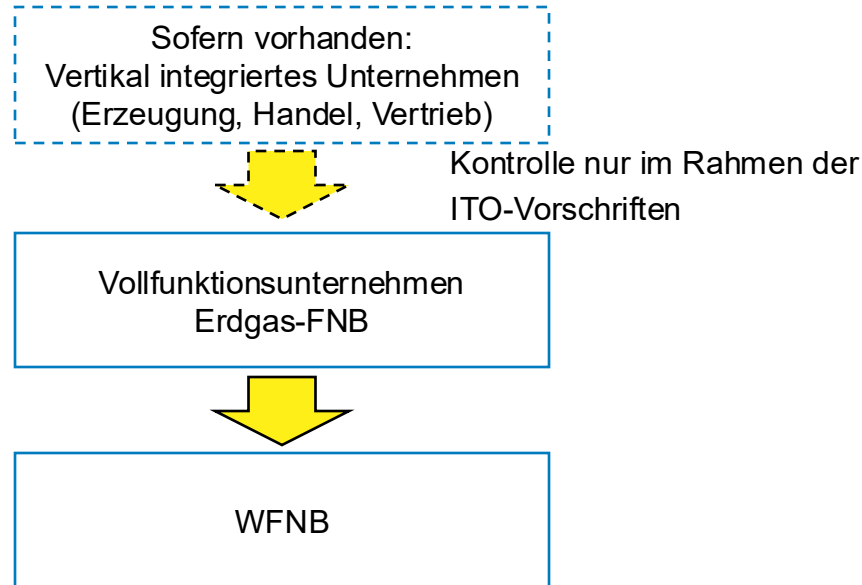 Sofern vorhanden:
Vertikal integriertes Unternehmen
(Erzeugung, Handel, Vertrieb)
Kontrolle nur im Rahmen der
ITO-Vorschriften
Vollfunktionsunternehmen
Erdgas-FNB
WFNB